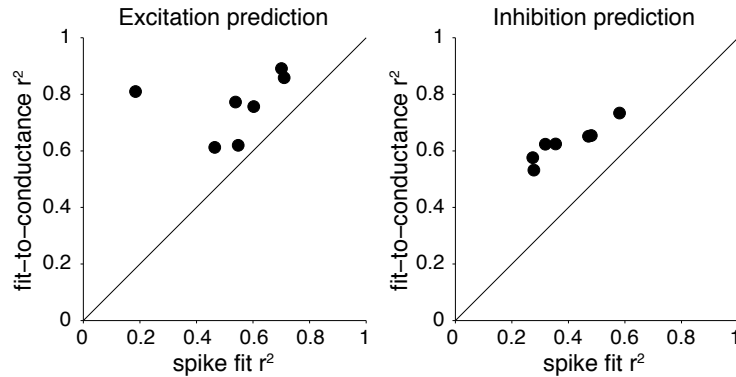 Excitation prediction
fit−to−conductance r²
1
0.8
0.6
0.4
0.2
0
0 0.2 0.4 0.6 0.8 1
spike fit r²
Inhibition prediction
fit−to−conductance r²
1
0.8
0.6
0.4
0.2
0
0 0.2 0.4 0.6 0.8 1
spike fit r²